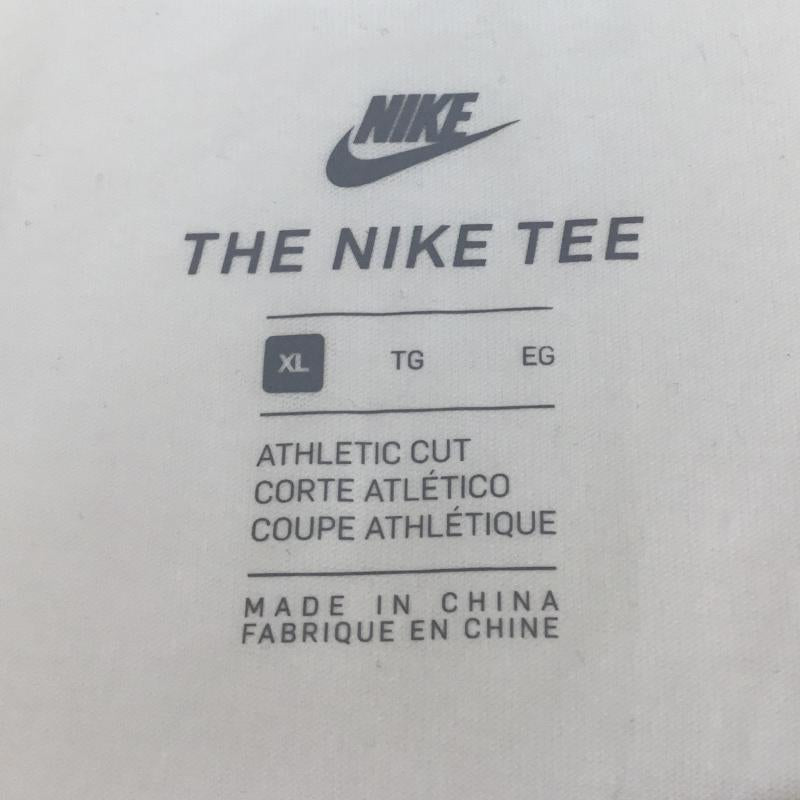 NIKE
THE NIKE TEE
XL TG EG
ATHLETIC CUT
CORTE ATLÉTICO
COUPE ATHLÉTIQUE
MADE IN CHINA
FABRIQUE EN CHINE